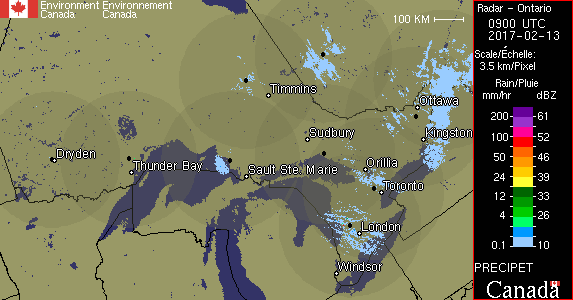 Environment Environnement
Canada Canada
100 KM
Timmins
Ottawa
Sudbury
Kingston
Dryden
Thunder Bay
Sault Ste. Marie
Orillia
Toronto
London
Windsor
Radar - Ontario
0900 UTC
2017-02-13
Scale/Échelle:
3.5 km/Pixel
Rain/Pluie
mm/hr dBZ
200 61
100 52
50 46
24 39
12 33
4 26
0.1 10
PRECIPET
Canada